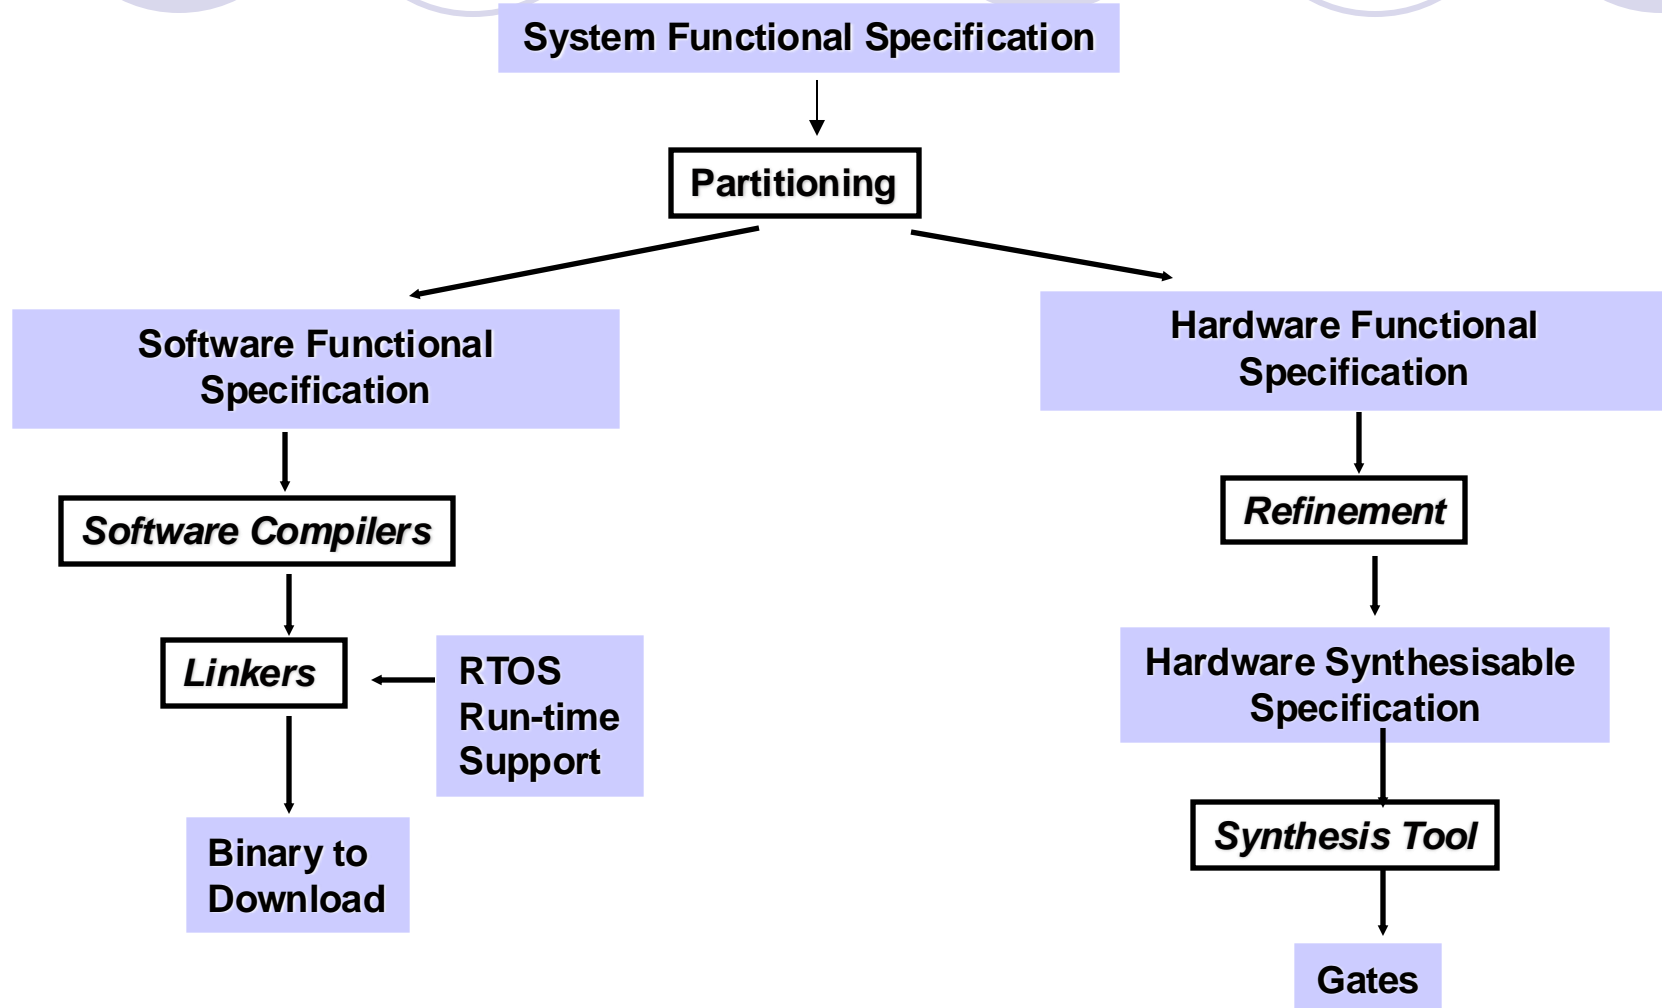 System Functional Specification
Partitioning
Software Functional
Specification
Hardware Functional
Specification
Software Compilers
Refinement
Linkers
RTOS
Run-time
Support
Hardware Synthesisable
Specification
Binary to
Download
Synthesis Tool
Gates